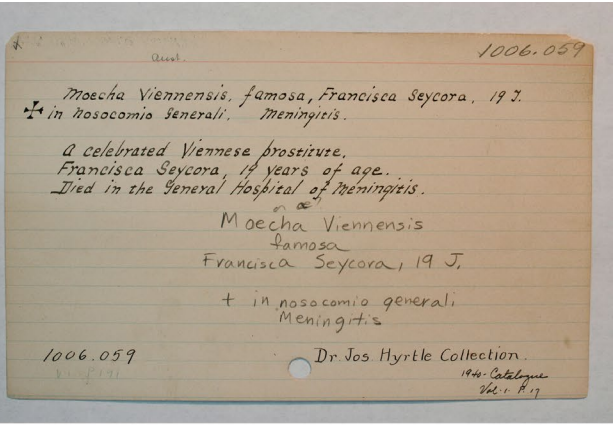 Aust.
1006.059
Moecha Viennensis, famosa, Francisca Seycora, 19 J.
✠ in nosocomio Generali. Meningitis.
A celebrated Viennese prostitute,
Francisca Seycora, 19 years of age.
Died in the General Hospital of Meningitis.
or œ
Moecha Viennensis
famosa
Francisca Seycora, 19 J.
+ in nosocomio generali
Meningitis
1006.059
Dr. Jos Hyrtle Collection.
1940-Catalogue
Vol-1- P. 17